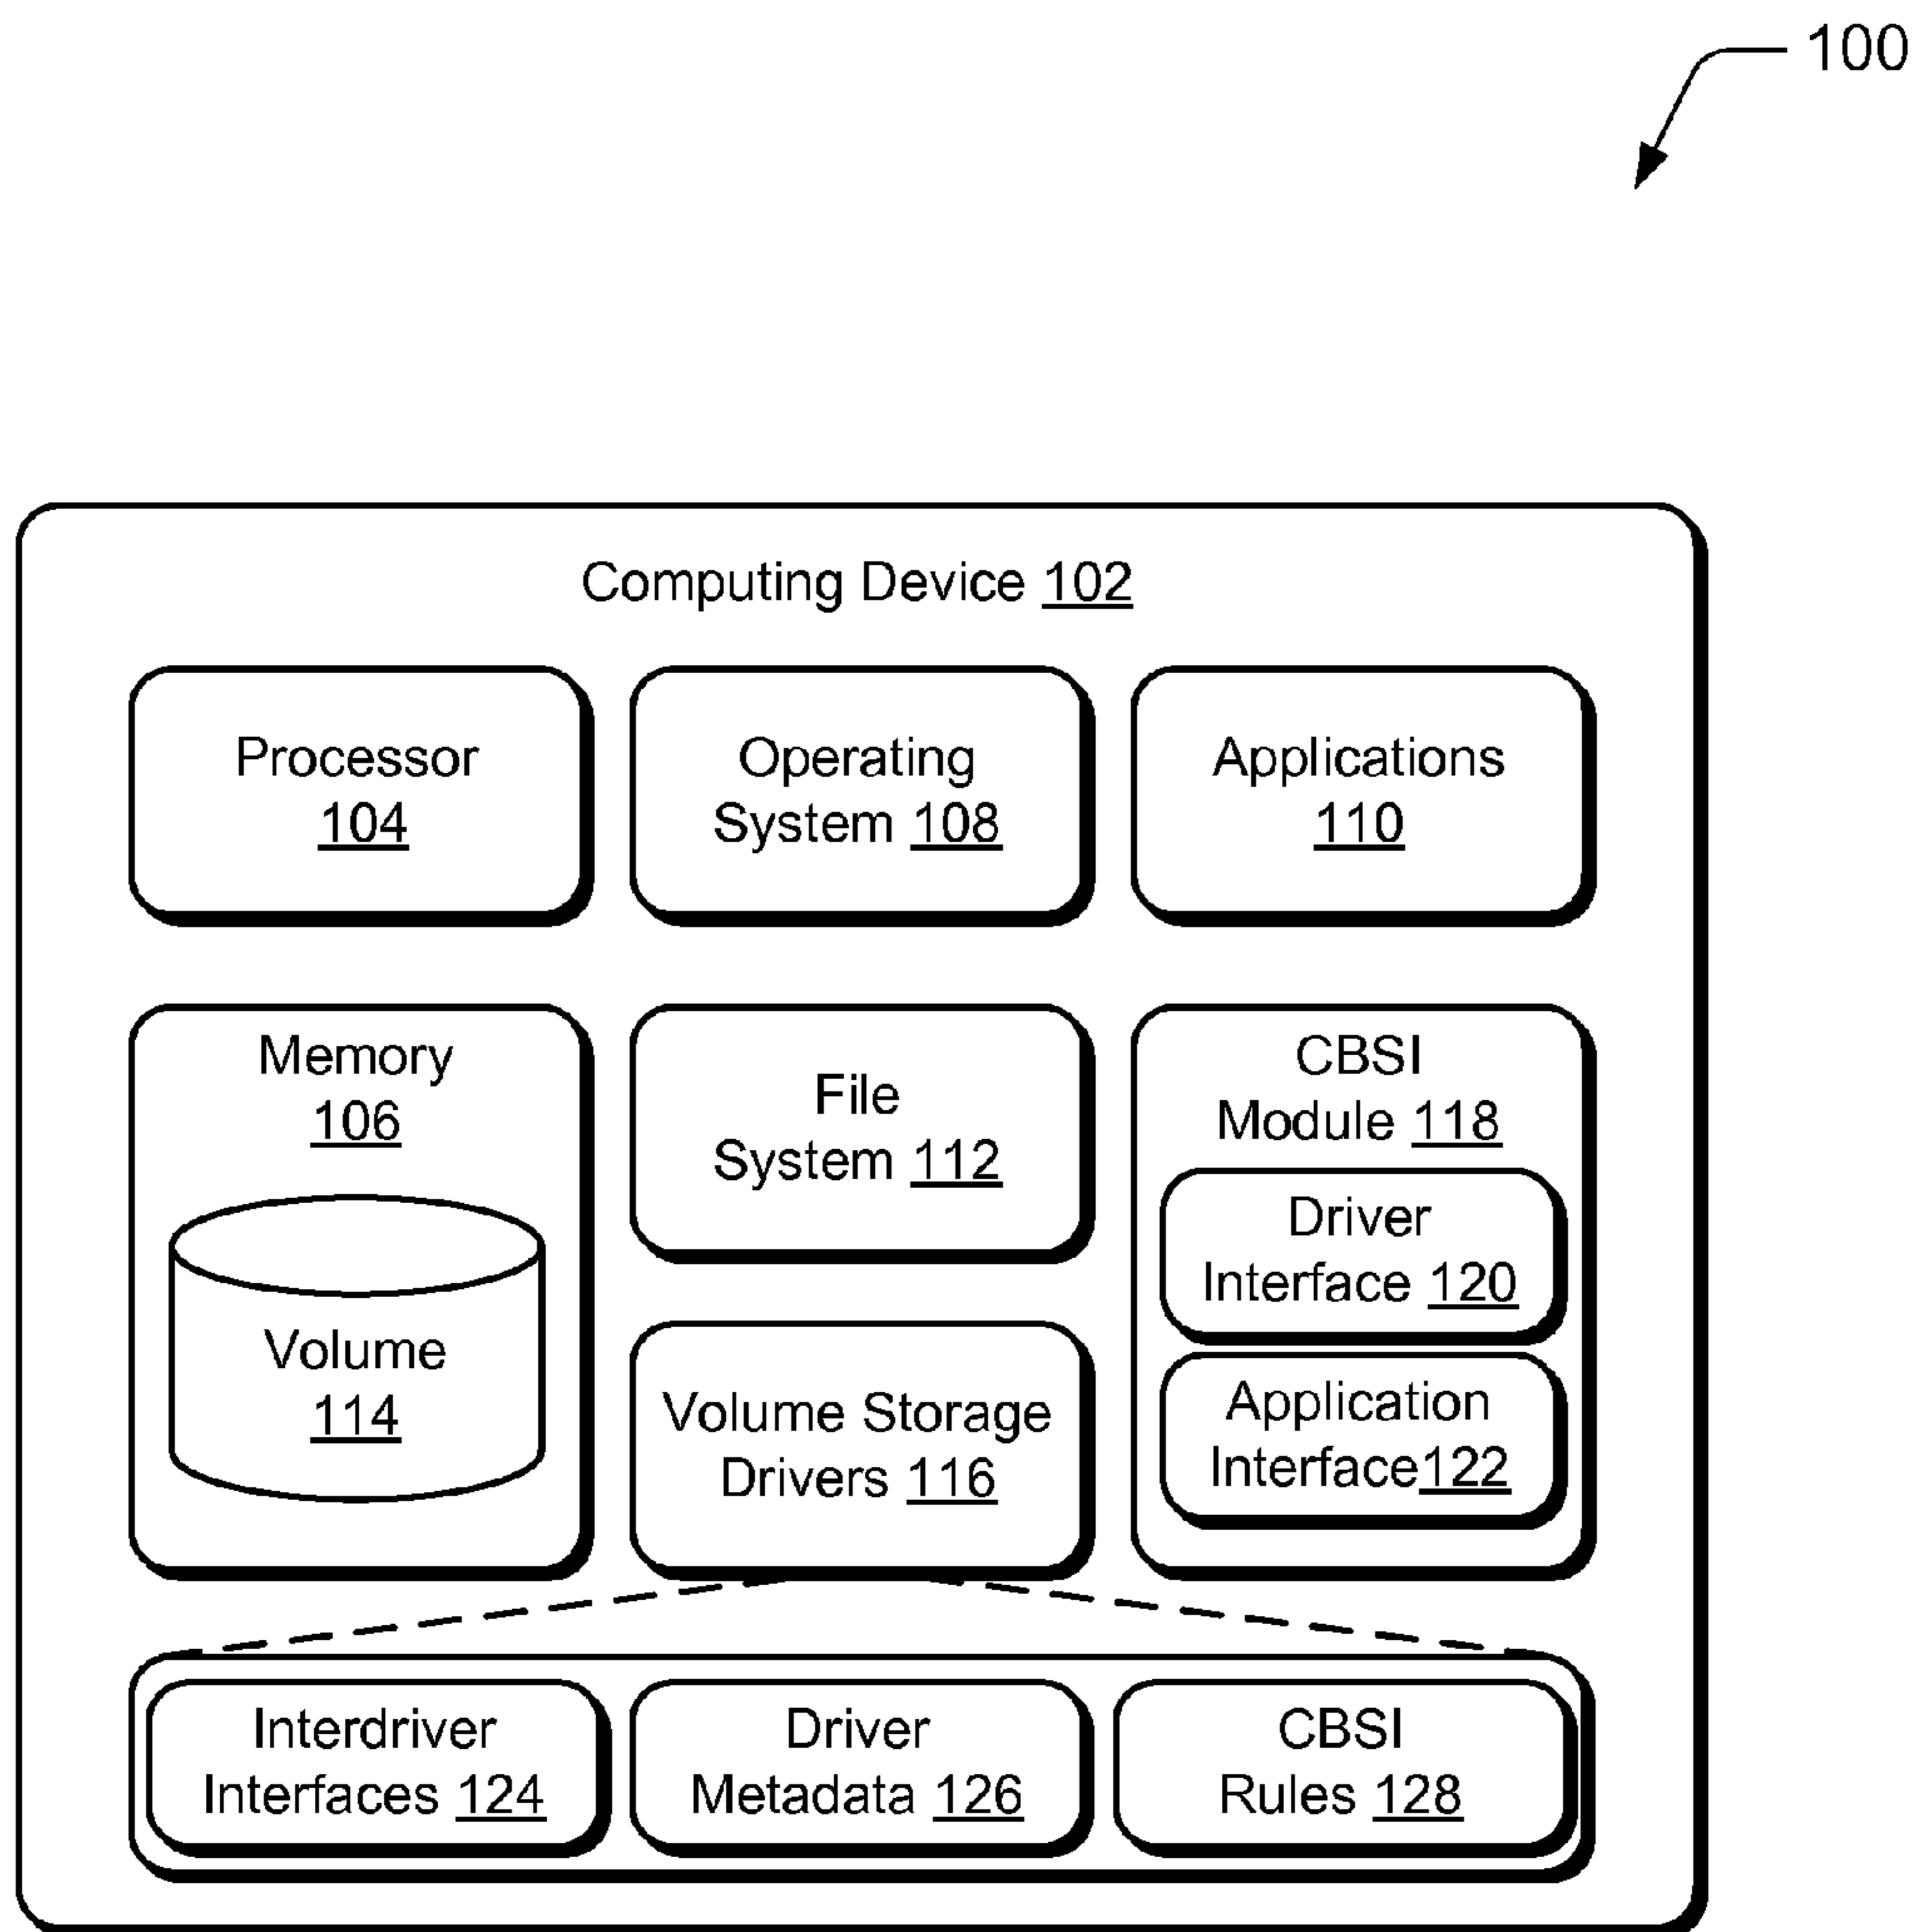 100
Computing Device 102
Processor
104
Operating
System 108
Applications
110
Memory
106
Volume
114
File
System 112
Volume Storage
Drivers 116
CBSI
Module 118
Driver
Interface 120
Application
Interface122
Interdriver
Interfaces 124
Driver
Metadata 126
CBSI
Rules 128